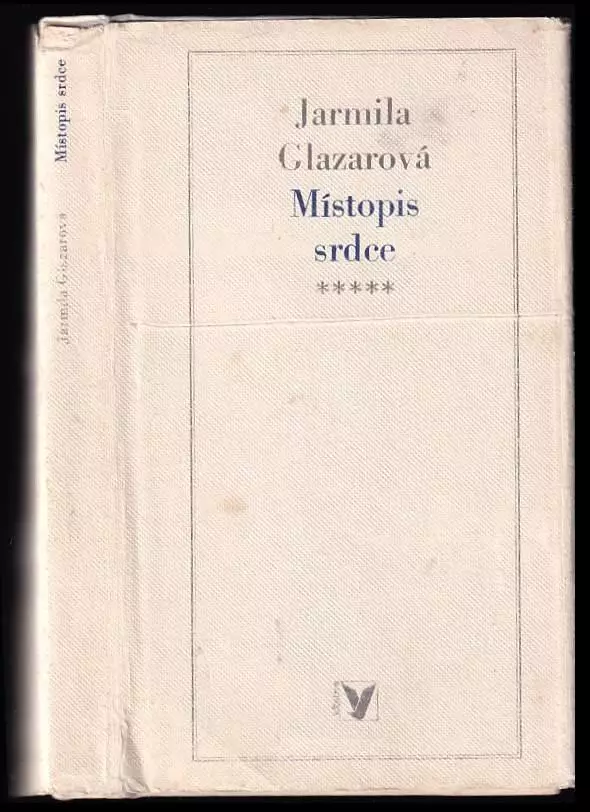 Jarmila
Glazarová
Místopis
srdce
*****
Místopis srdce
Jarmila Glazarová